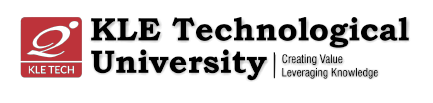 KLE TECH
KLE Technological
University
Creating Value
Leveraging Knowledge